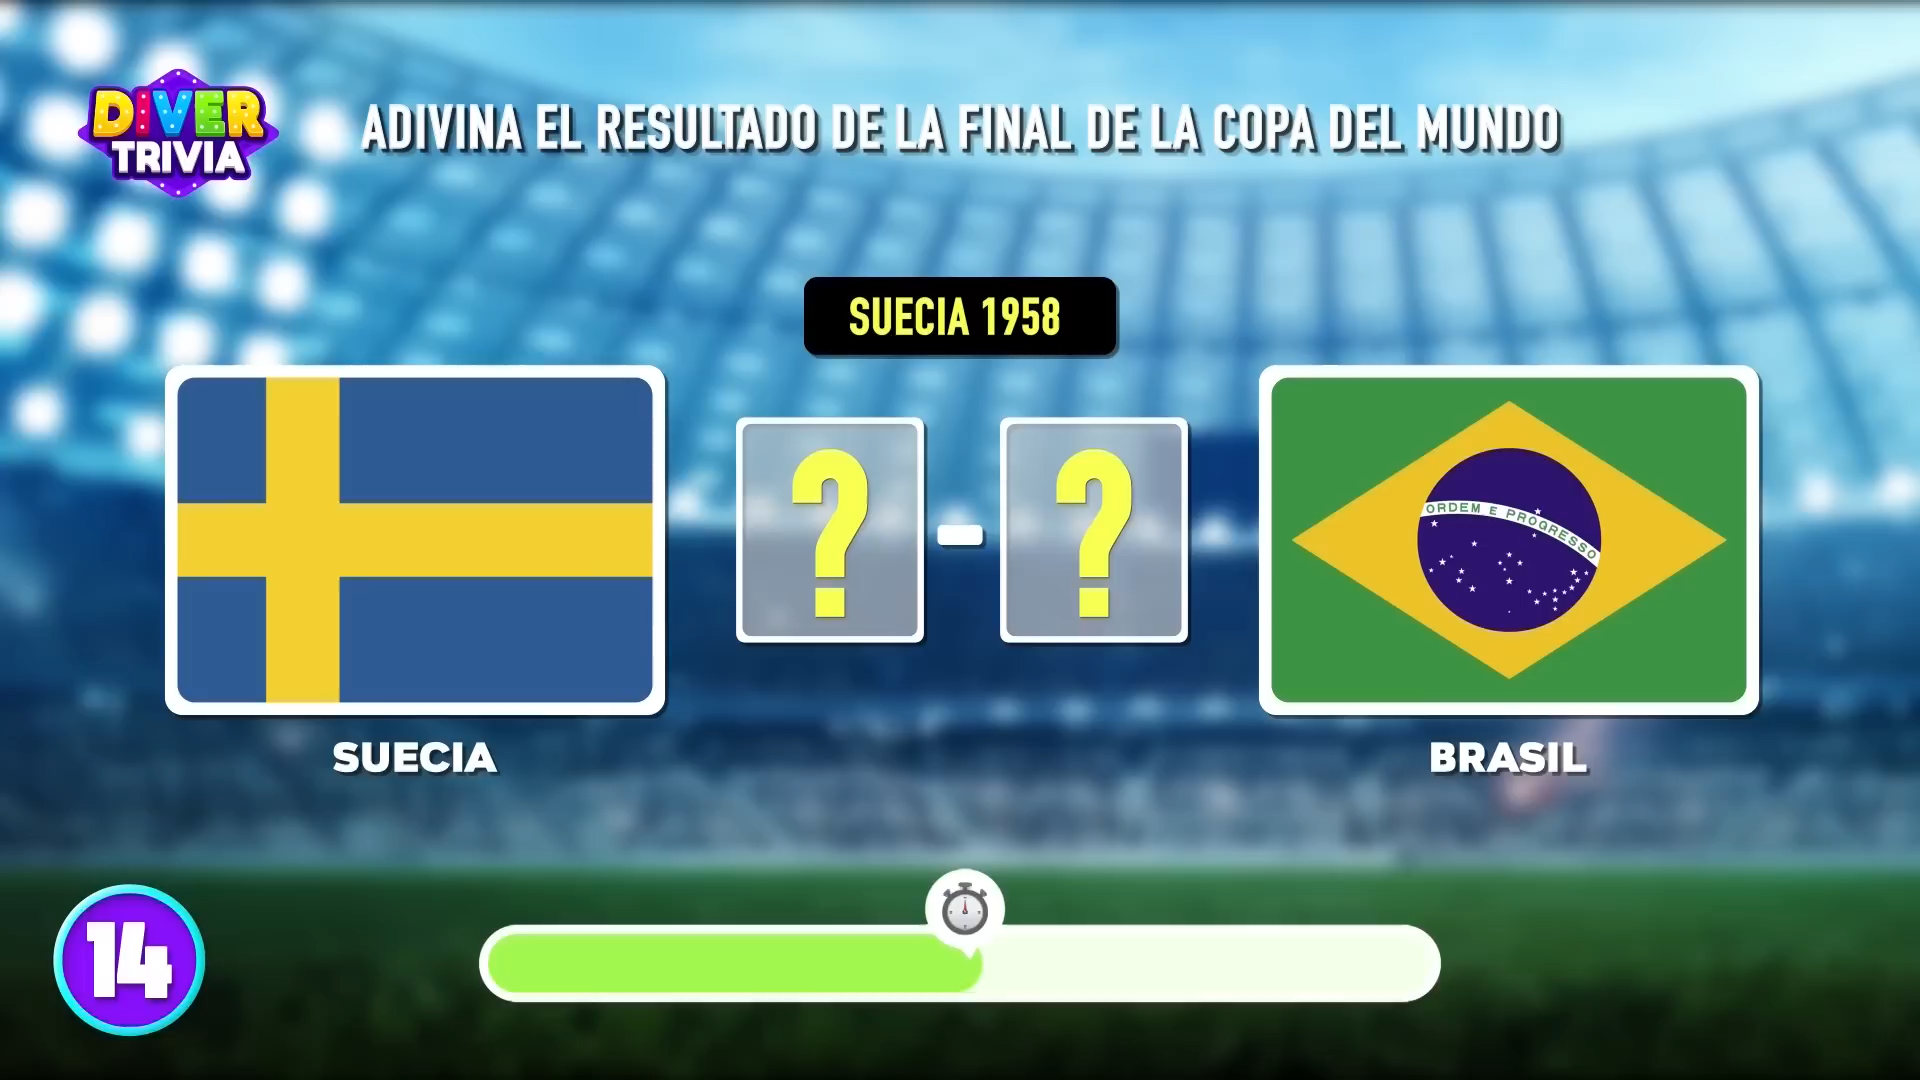 DIVER
TRIVIA
ADIVINA EL RESULTADO DE LA FINAL DE LA COPA DEL MUNDO
SUECIA 1958
? - ?
ORDEM E PROGRESSO
SUECIA
BRASIL
14